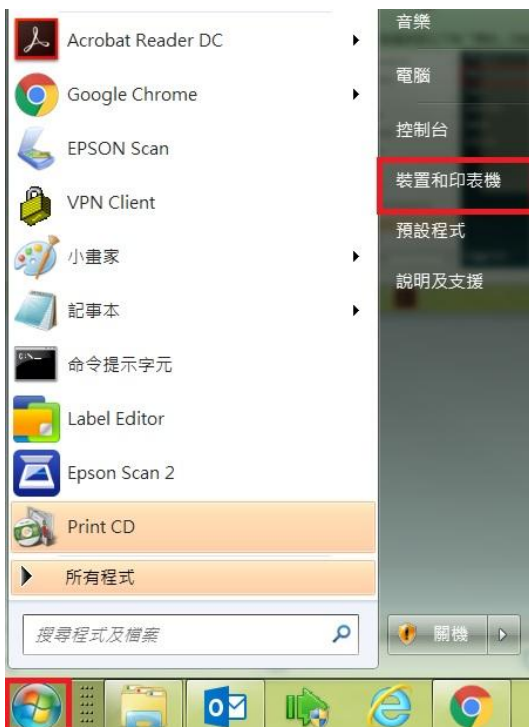 Acrobat Reader DC
Google Chrome
EPSON Scan
VPN Client
小畫家
記事本
命令提示字元
Label Editor
Epson Scan 2
Print CD
所有程式
搜尋程式及檔案
音樂
電腦
控制台
裝置和印表機
預設程式
說明及支援
關機